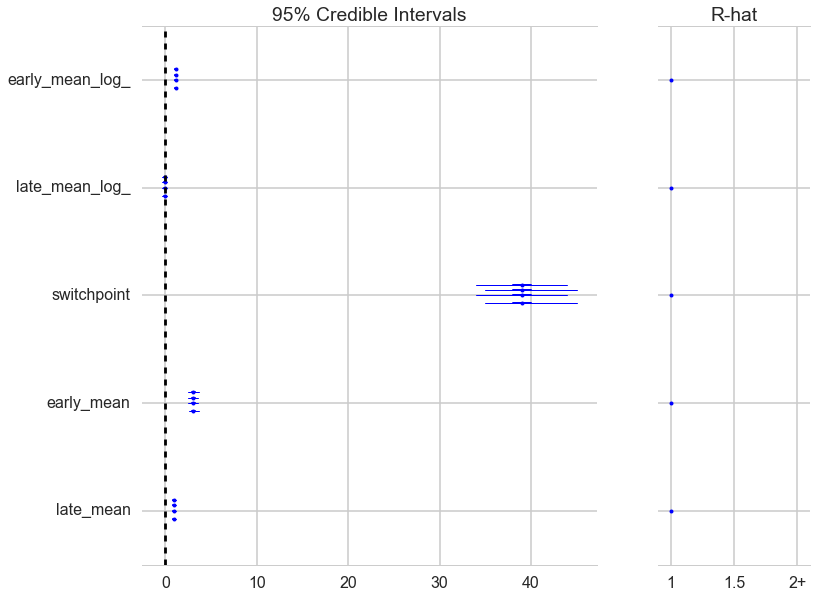 95% Credible Intervals
R-hat
early_mean_log_
late_mean_log_
switchpoint
early_mean
late_mean
0 10 20 30 40
1 1.5 2+